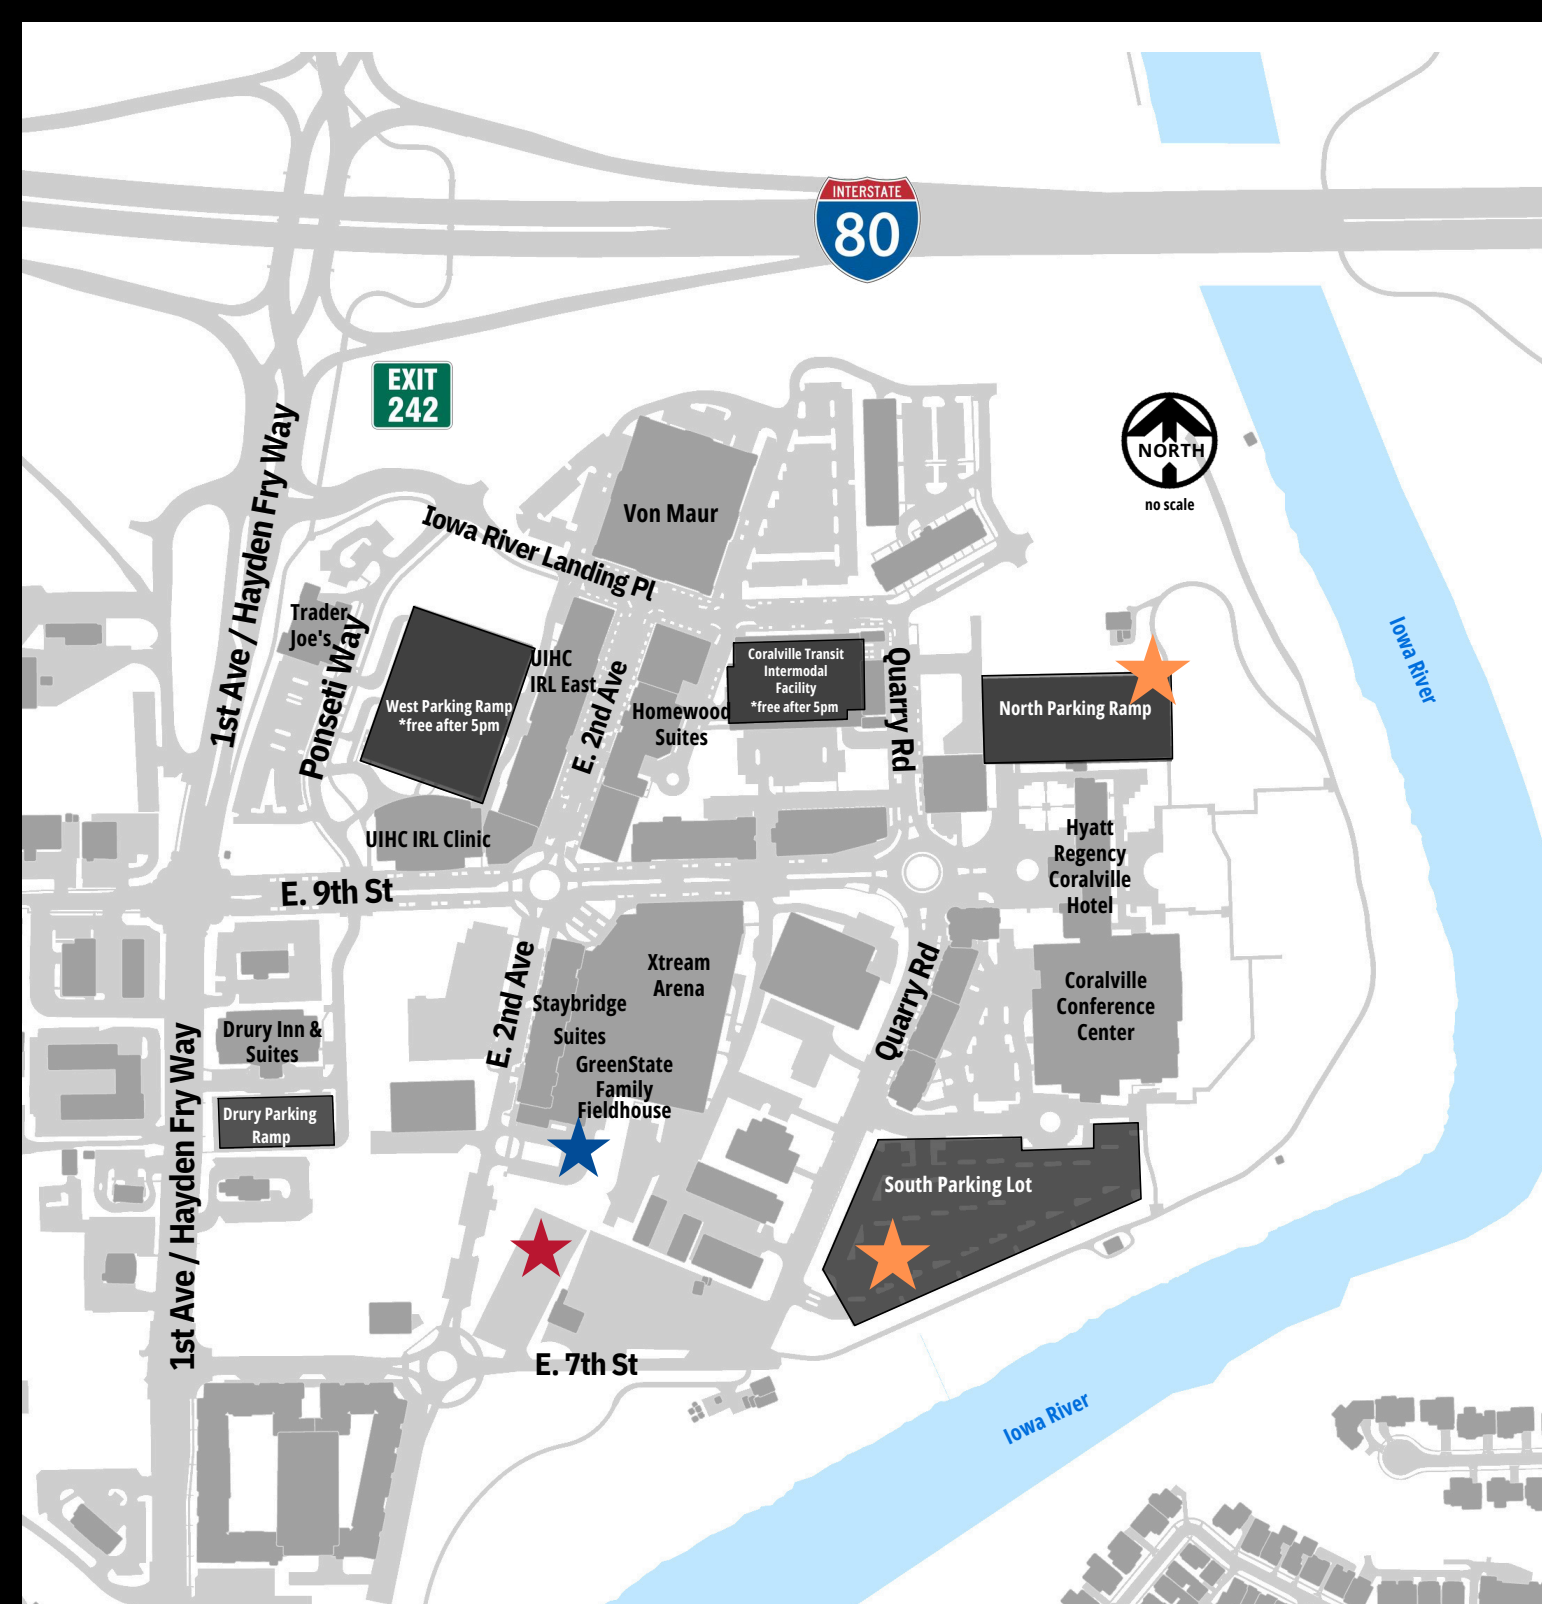 INTERSTATE
80
EXIT
242
NORTH
no scale
1st Ave / Hayden Fry Way
Iowa River Landing Pl
Von Maur
Trader
Joe's
Ponseti Way
West Parking Ramp
*free after 5pm
UIHC
IRL East
E. 2nd Ave
Homewood
Suites
Coralville Transit
Intermodal
Facility
*free after 5pm
Quarry Rd
North Parking Ramp
Iowa River
UIHC IRL Clinic
Hyatt
Regency
Coralville
Hotel
E. 9th St
Xtream
Arena
E. 2nd Ave
Staybridge
Suites
GreenState
Family
Fieldhouse
Quarry Rd
Coralville
Conference
Center
Drury Inn &
Suites
Drury Parking
Ramp
1st Ave / Hayden Fry Way
South Parking Lot
E. 7th St
Iowa River